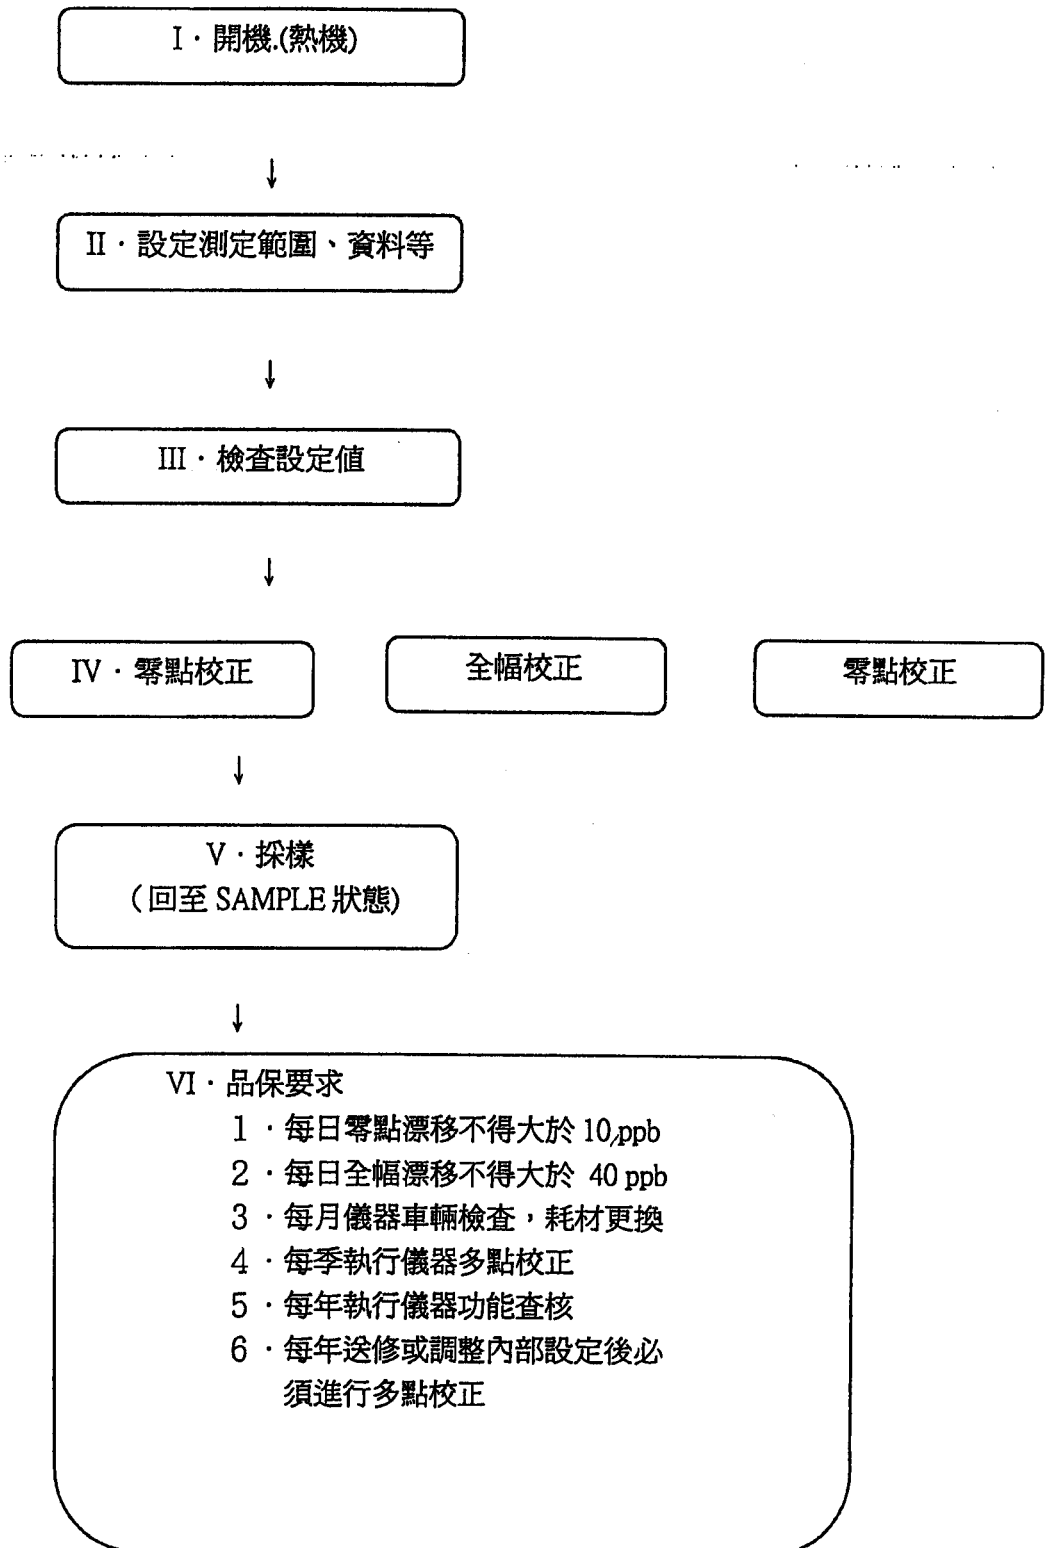 I．開機.(熱機)
↓
II．設定測定範圍、資料等
↓
III．檢查設定值
↓
IV．零點校正 全幅校正 零點校正
↓
V．採樣
（回至 SAMPLE 狀態)
↓
VI．品保要求
1．每日零點漂移不得大於 10 ppb
2．每日全幅漂移不得大於 40 ppb
3．每月儀器車輛檢查，耗材更換
4．每季執行儀器多點校正
5．每年執行儀器功能查核
6．每年送修或調整內部設定後必
須進行多點校正